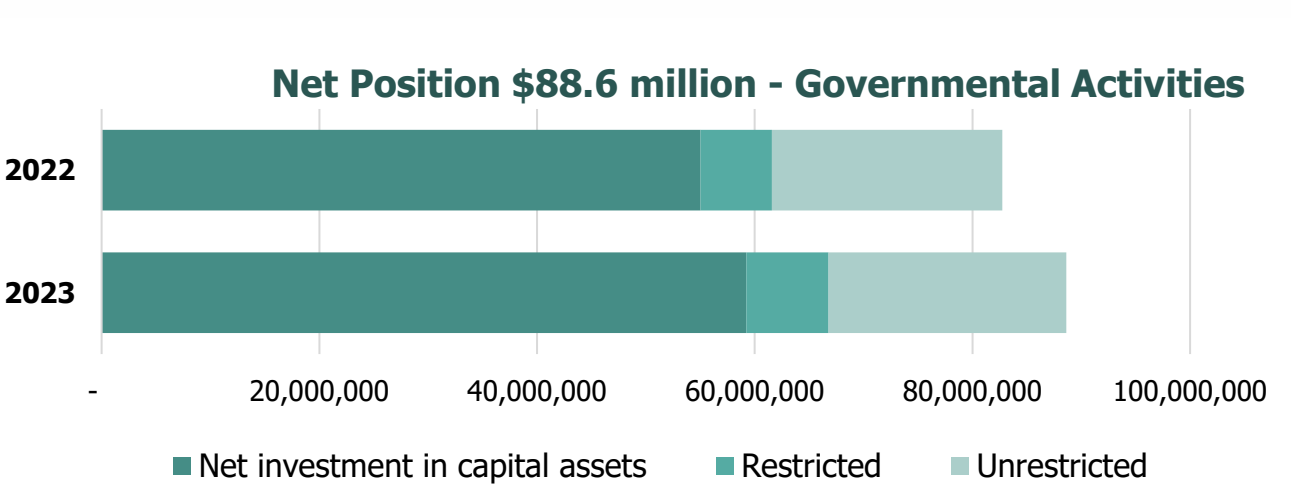 Net Position $88.6 million - Governmental Activities
2022
2023
- 20,000,000 40,000,000 60,000,000 80,000,000 100,000,000
Net investment in capital assets Restricted Unrestricted